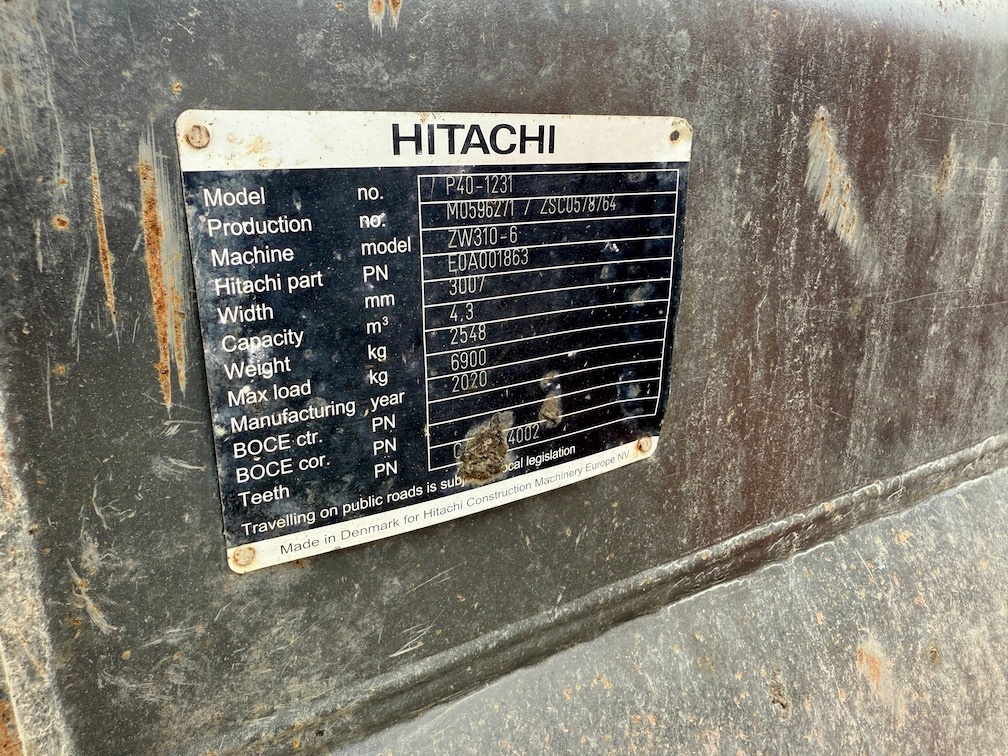 HITACHI
Model no. / P40-1231
Production no. M0596271 / ZSC0578764
Machine model ZW310-6
Hitachi part PN E0A001863
Width mm 3007
Capacity m³ 4,3
Weight kg 2548
Max load kg 6900
Manufacturing year 2020
BOCE ctr. PN
BOCE cor. PN
Teeth PN
Travelling on public roads is local legislation
Made in Denmark for Hitachi Construction Machinery Europe NV.